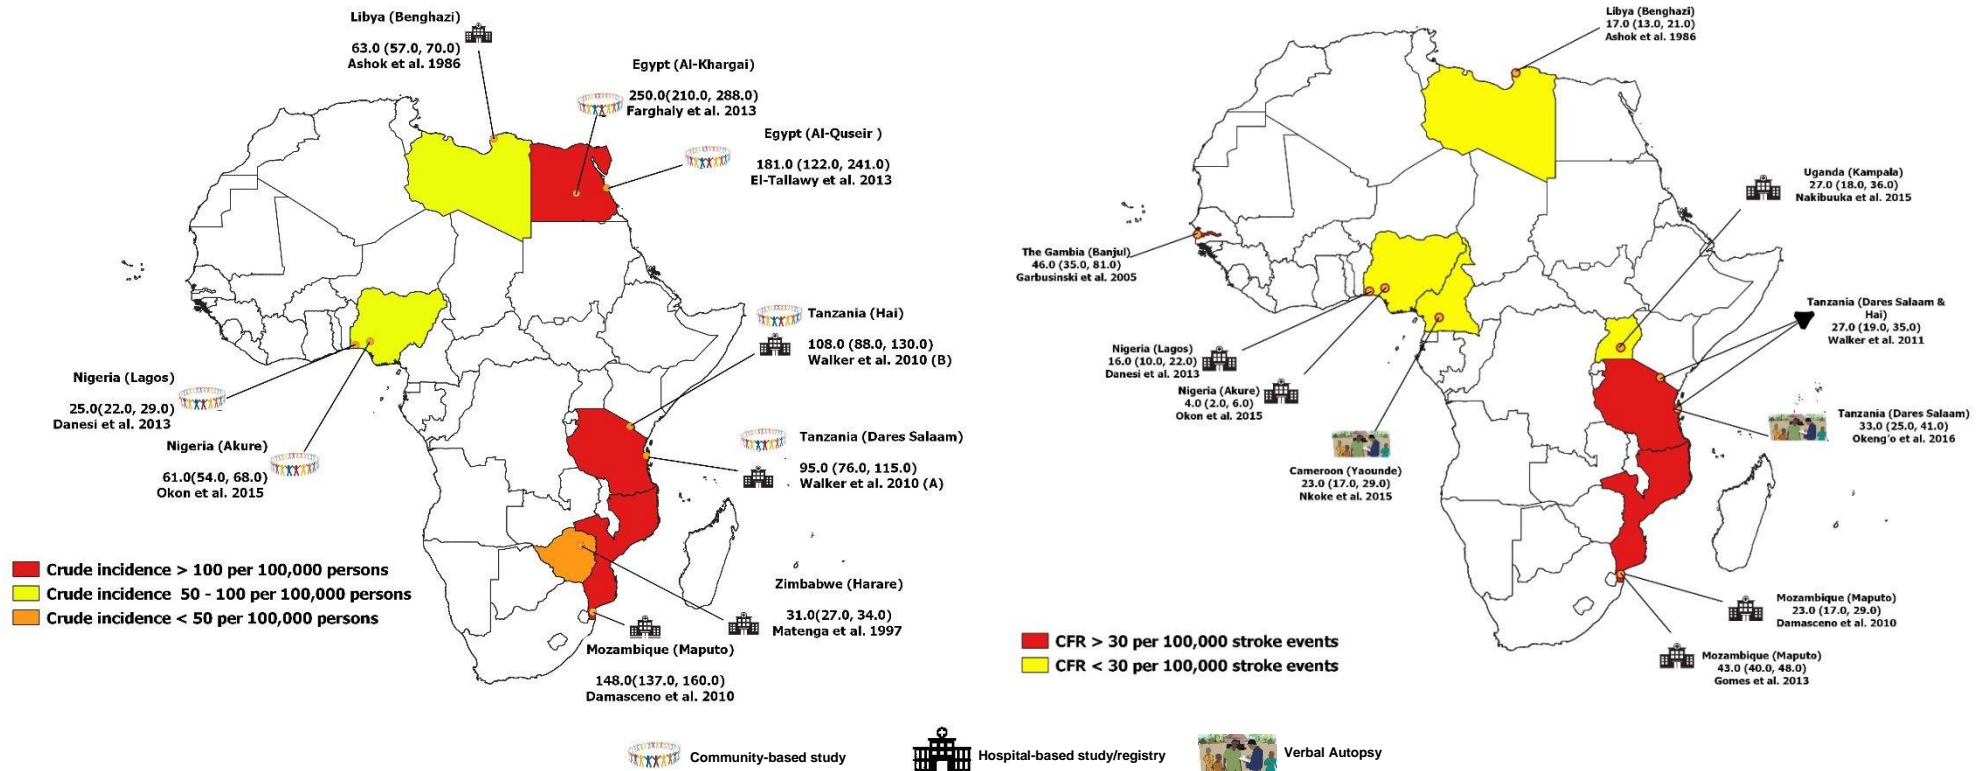 Libya (Benghazi)
63.0 (57.0, 70.0)
Ashok et al. 1986
Egypt (Al-Khargai)
250.0(210.0, 288.0)
Farghaly et al. 2013
Egypt (Al-Quseir )
181.0 (122.0, 241.0)
El-Tallawy et al. 2013
Tanzania (Hai)
108.0 (88.0, 130.0)
Walker et al. 2010 (B)
Nigeria (Lagos)
25.0(22.0, 29.0)
Danesi et al. 2013
Nigeria (Akure)
61.0(54.0, 68.0)
Okon et al. 2015
Tanzania (Dares Salaam)
95.0 (76.0, 115.0)
Walker et al. 2010 (A)
Zimbabwe (Harare)
31.0(27.0, 34.0)
Matenga et al. 1997
Mozambique (Maputo)
148.0(137.0, 160.0)
Damasceno et al. 2010
Crude incidence > 100 per 100,000 persons
Crude incidence 50 - 100 per 100,000 persons
Crude incidence < 50 per 100,000 persons
Libya (Benghazi)
17.0 (13.0, 21.0)
Ashok et al. 1986
Uganda (Kampala)
27.0 (18.0, 36.0)
Nakibuuka et al. 2015
The Gambia (Banjul)
46.0 (35.0, 81.0)
Garbusinski et al. 2005
Tanzania (Dares Salaam &
Hai)
27.0 (19.0, 35.0)
Walker et al. 2011
Nigeria (Lagos)
16.0 (10.0, 22.0)
Danesi et al. 2013
Nigeria (Akure)
4.0 (2.0, 6.0)
Okon et al. 2015
Tanzania (Dares Salaam)
33.0 (25.0, 41.0)
Okeng'o et al. 2016
Cameroon (Yaounde)
23.0 (17.0, 29.0)
Nkoke et al. 2015
Mozambique (Maputo)
23.0 (17.0, 29.0)
Damasceno et al. 2010
Mozambique (Maputo)
43.0 (40.0, 48.0)
Gomes et al. 2013
CFR > 30 per 100,000 stroke events
CFR < 30 per 100,000 stroke events
Community-based study
Hospital-based study/registry
Verbal Autopsy